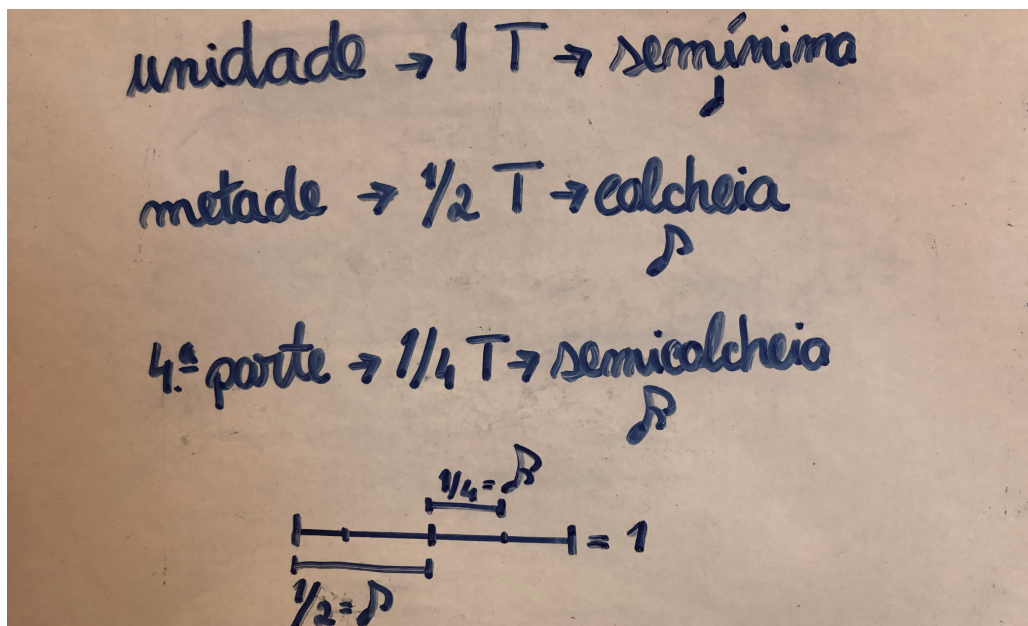 unidade → 1 T → semínima
♩
metade → 1/2 T → colcheia
♪
4.ª parte → 1/4 T → semicolcheia
𝅘𝅥𝅯
1/4 = 𝅘𝅥𝅯
= 1
1/2 = ♪